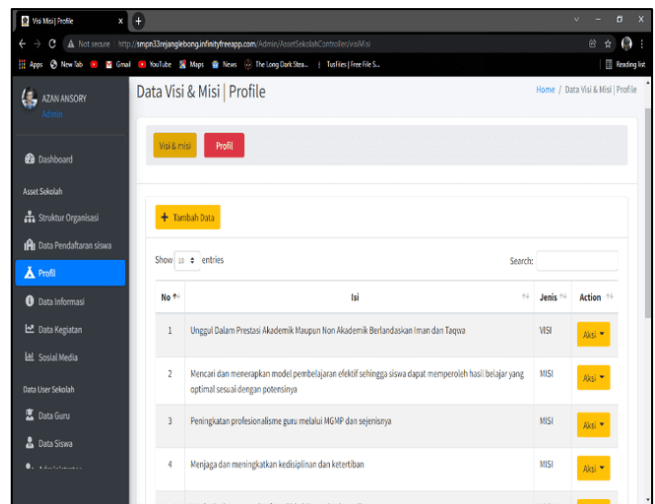 Visi Misi | Profile
Not secure
http://smpn33rejanglebong.infinityfreeapp.com/Admin/AssetSekolahController/visiMisi
Apps
New Tab
Gmail
YouTube
Maps
News
The Long Dark Stea...
TusFiles | Free File S...
Reading list
AZAN ANSORY
Admin
Dashboard
Asset Sekolah
Struktur Organisasi
Data Pendaftaran siswa
Profil
Data Informasi
Data Kegiatan
Sosial Media
Data User Sekolah
Data Guru
Data Siswa
Data Visi & Misi | Profile
Home / Data Visi & Misi | Profile
Visi & misi
Profil
Tambah Data
Show 10 entries
Search:
No Isi Jenis Action
1 Unggul Dalam Prestasi Akademik Maupun Non Akademik Berlandaskan Iman dan Taqwa VISI Aksi
2 Mencari dan menerapkan model pembelajaran efektif sehingga siswa dapat memperoleh hasil belajar yang MISI Aksi
optimal sesuai dengan potensinya
3 Peningkatan profesionalisme guru melalui MGMP dan sejenisnya MISI Aksi
4 Menjaga dan meningkatkan kedisiplinan dan ketertiban MISI Aksi